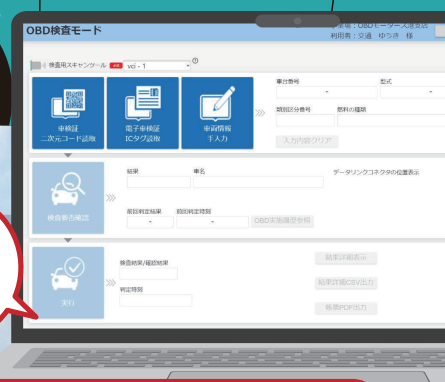 OBD検査モード
事業場：OBDモーターズ港支店
利用者：交通 ゆうき 様
検査用スキャンツール
vci - 1
車検証
二次元コード読取
電子車検証
ICタグ読取
車両情報
手入力
車台番号
型式
-
-
類別区分番号
燃料の種類
入力内容クリア
検査要否確認
結果
車名
データリンクコネクタの位置表示
前回判定結果
前回判定時刻
-
-
OBD実施履歴参照
実行
検査結果/確認結果
判定時刻
結果詳細表示
結果詳細CSV出力
帳票PDF出力